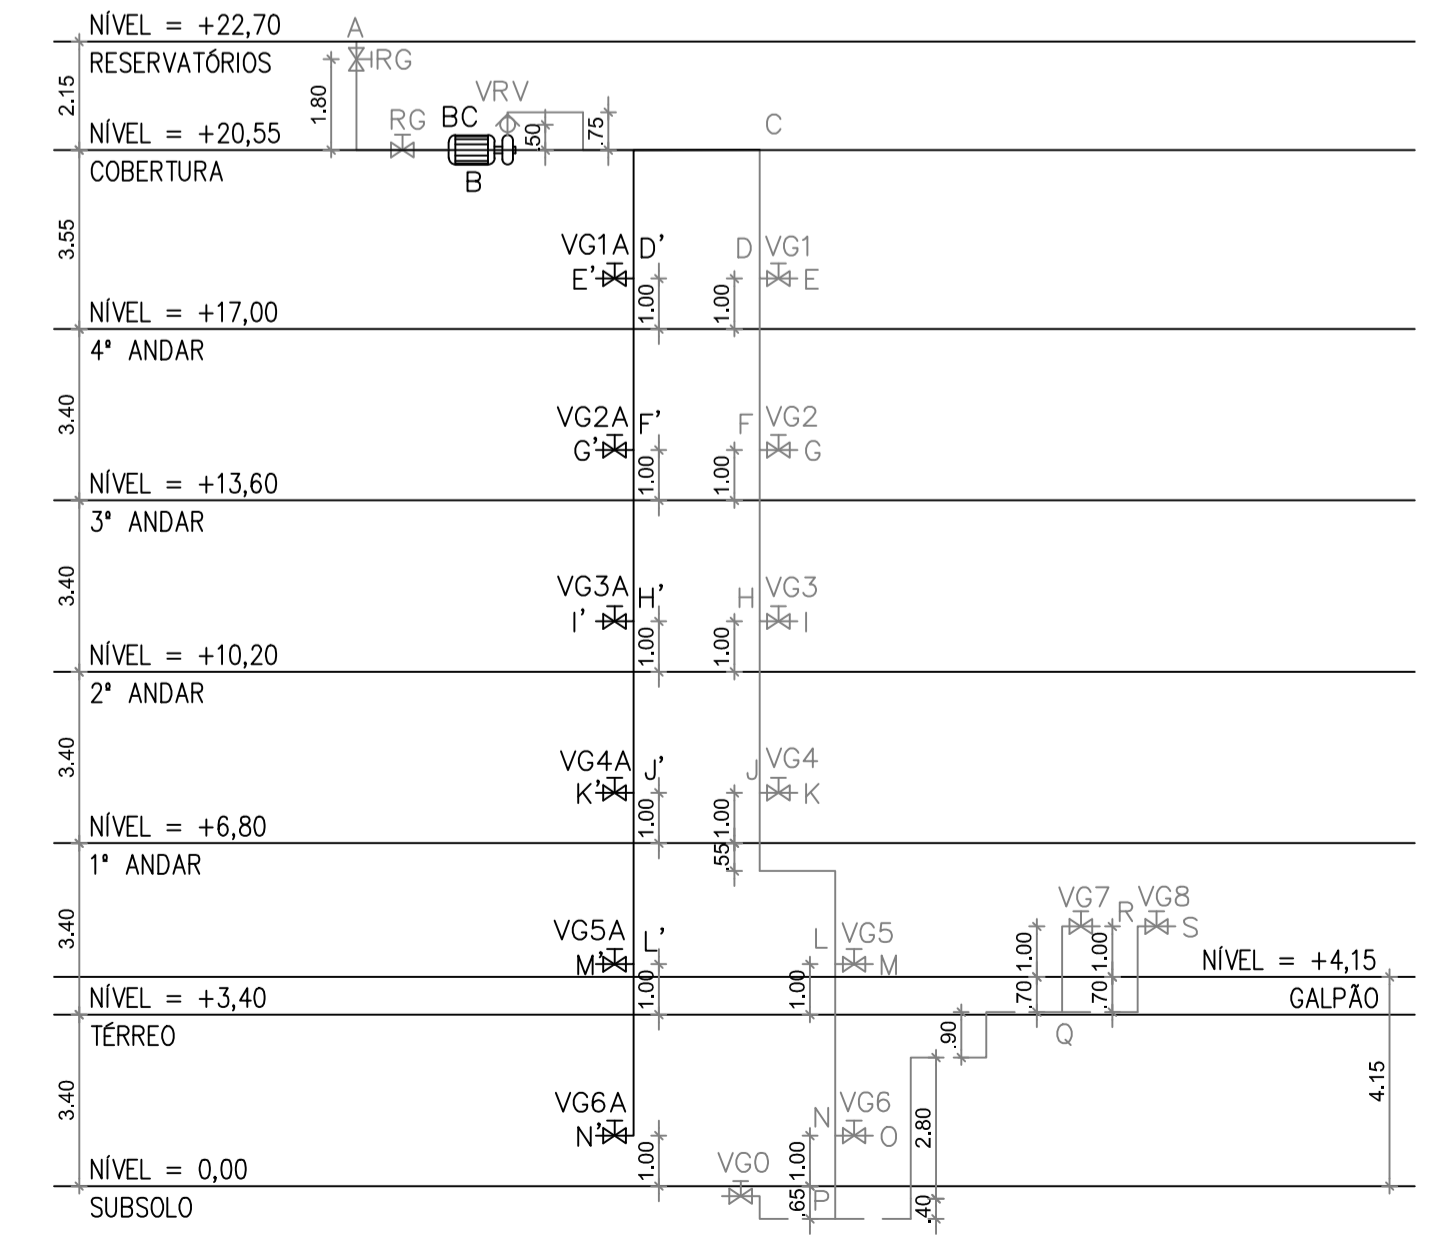 NÍVEL = +22,70
A
RESERVATÓRIOS
RG
2.15
1.80
VRV
RG
BC
.50
.75
C
NÍVEL = +20,55
COBERTURA
B
3.55
VG1A D'
D VG1
E'
E
1.00
1.00
NÍVEL = +17,00
4º ANDAR
3.40
VG2A F'
F VG2
G'
G
1.00
1.00
NÍVEL = +13,60
3º ANDAR
3.40
VG3A H'
H VG3
I'
I
1.00
1.00
NÍVEL = +10,20
2º ANDAR
3.40
VG4A J'
J VG4
K'
K
1.00
1.00
NÍVEL = +6,80
.55
1º ANDAR
3.40
VG7 R VG8
S
VG5A L'
L VG5
M'
M
1.00
1.00
1.00
1.00
NÍVEL = +4,15
.70
.70
GALPÃO
NÍVEL = +3,40
TÉRREO
.90
Q
3.40
4.15
VG6A
N VG6
N'
O
2.80
1.00
1.00
NÍVEL = 0,00
VG0
SUBSOLO
.65
P
.40